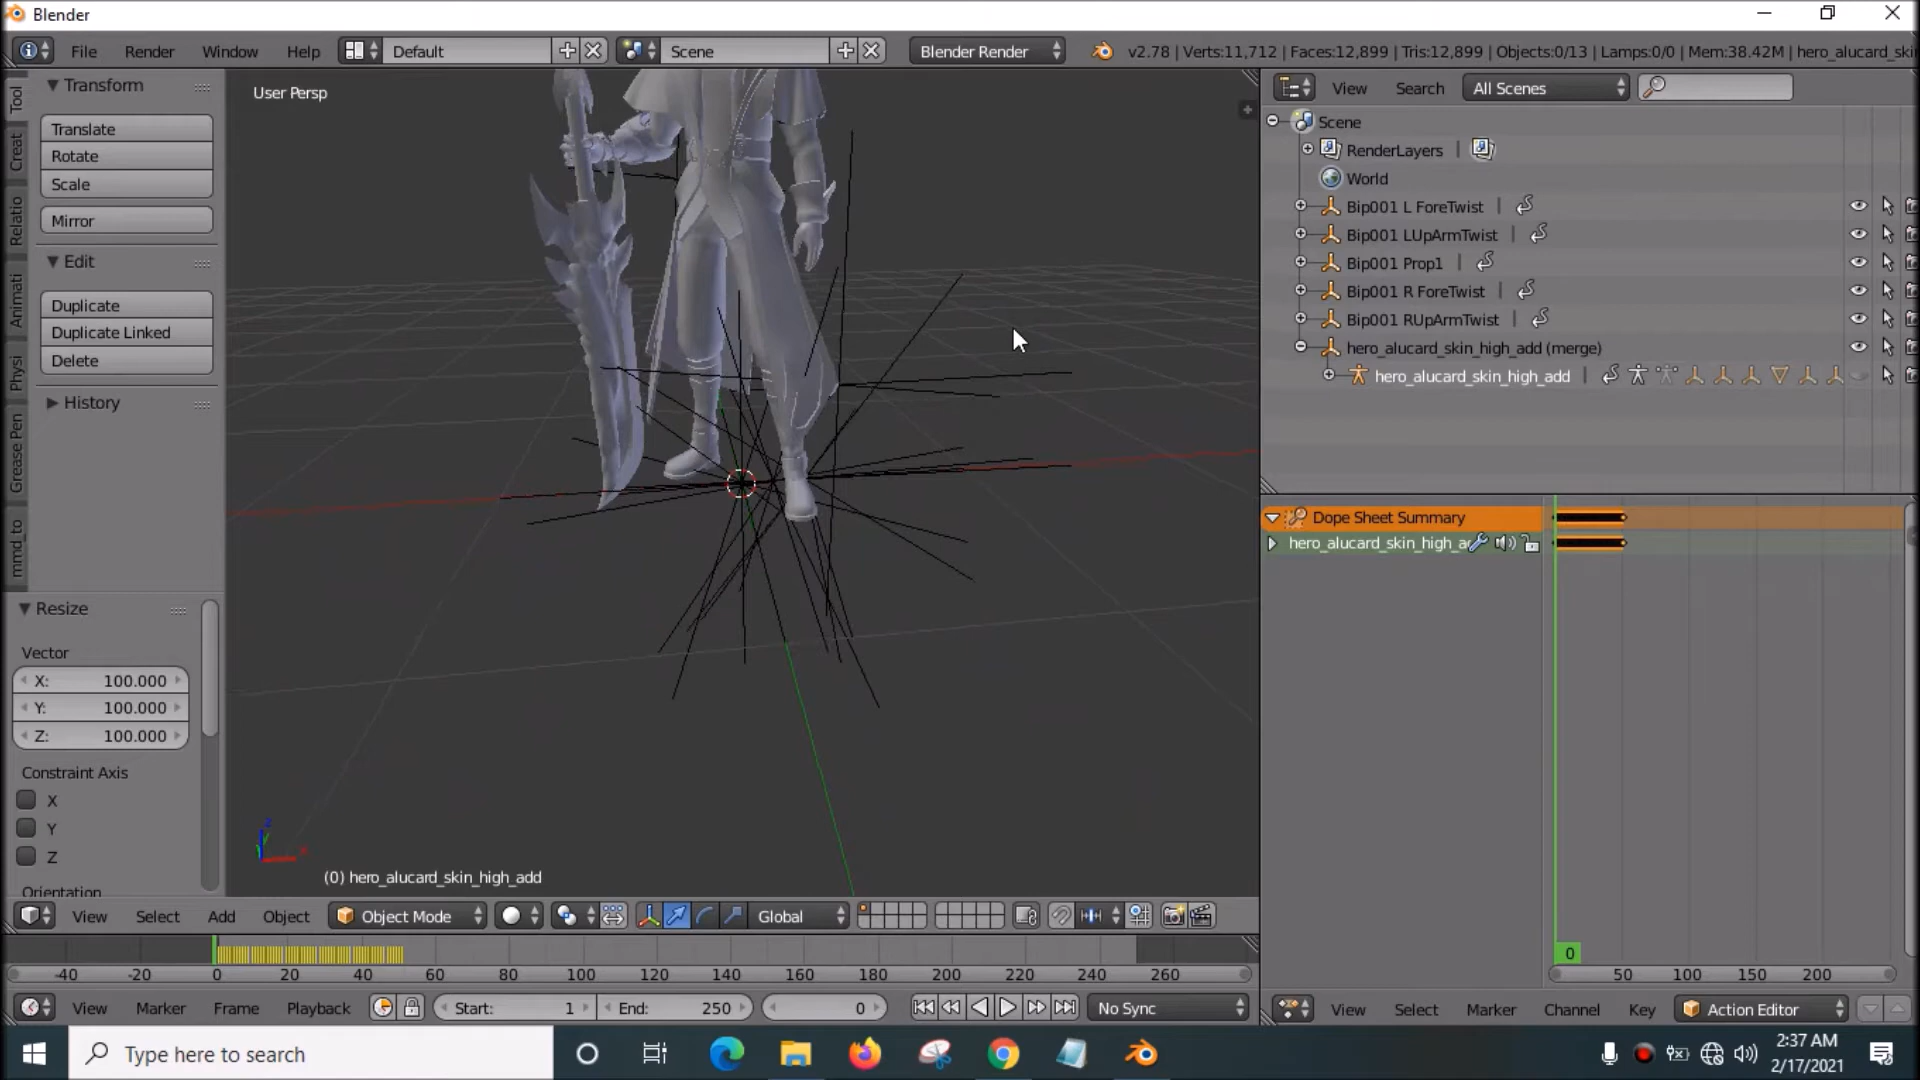 Blender
File Render Window Help Default Scene Blender Render v2.78 | Verts:11,712 | Faces:12,899 | Tris:12,899 | Objects:0/13 | Lamps:0/0 | Mem:38.42M | hero_alucard_ski
Transform
Translate
Rotate
Scale
Mirror
Edit
Duplicate
Duplicate Linked
Delete
History
Tool
Creat
Relatio
Animati
Physi
Grease Pen
mmd_to
Resize
Vector
X: 100.000
Y: 100.000
Z: 100.000
Constraint Axis
X
Y
Z
Orientation
User Persp
(0) hero_alucard_skin_high_add
View Select Add Object Object Mode Global
-40 -20 0 20 40 60 80 100 120 140 160 180 200 220 240 260
View Marker Frame Playback Start: 1 End: 250 0 No Sync
View Search All Scenes
Scene
RenderLayers |
World
Bip001 L ForeTwist |
Bip001 LUpArmTwist |
Bip001 Prop1 |
Bip001 R ForeTwist |
Bip001 RUpArmTwist |
hero_alucard_skin_high_add (merge)
hero_alucard_skin_high_add |
Dope Sheet Summary
hero_alucard_skin_high_a
0
50 100 150 200
View Select Marker Channel Key Action Editor
Type here to search
2:37 AM
2/17/2021